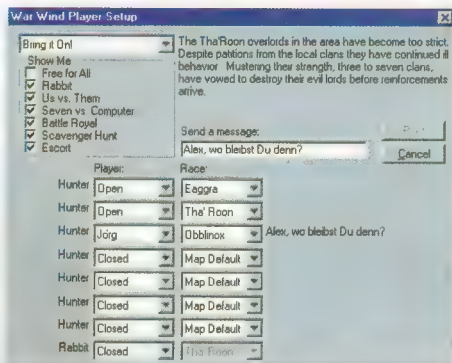 War Wind Player Setup
Bring it On!
Show Me
Free for All
Rabbit
Us vs. Them
Seven vs Computer
Battle Royal
Scavenger Hunt
Escort
The Tha'Roon overlords in the area have become too strict.
Despite patitions from the local clans they have continued ill
behavior Mustering their strength, three to seven clans,
have vowed to destroy their evil lords before reinforcements
arrive.
Send a message:
Alex, wo bleibst Du denn?
Cancel
Player: Race:
Hunter Open Eaggra
Hunter Open Tha' Roon
Hunter Jörg Obblinox Alex, wo bleibst Du denn?
Hunter Closed Map Default
Hunter Closed Map Default
Hunter Closed Map Default
Hunter Closed Map Default
Rabbit Closed Tha Roon